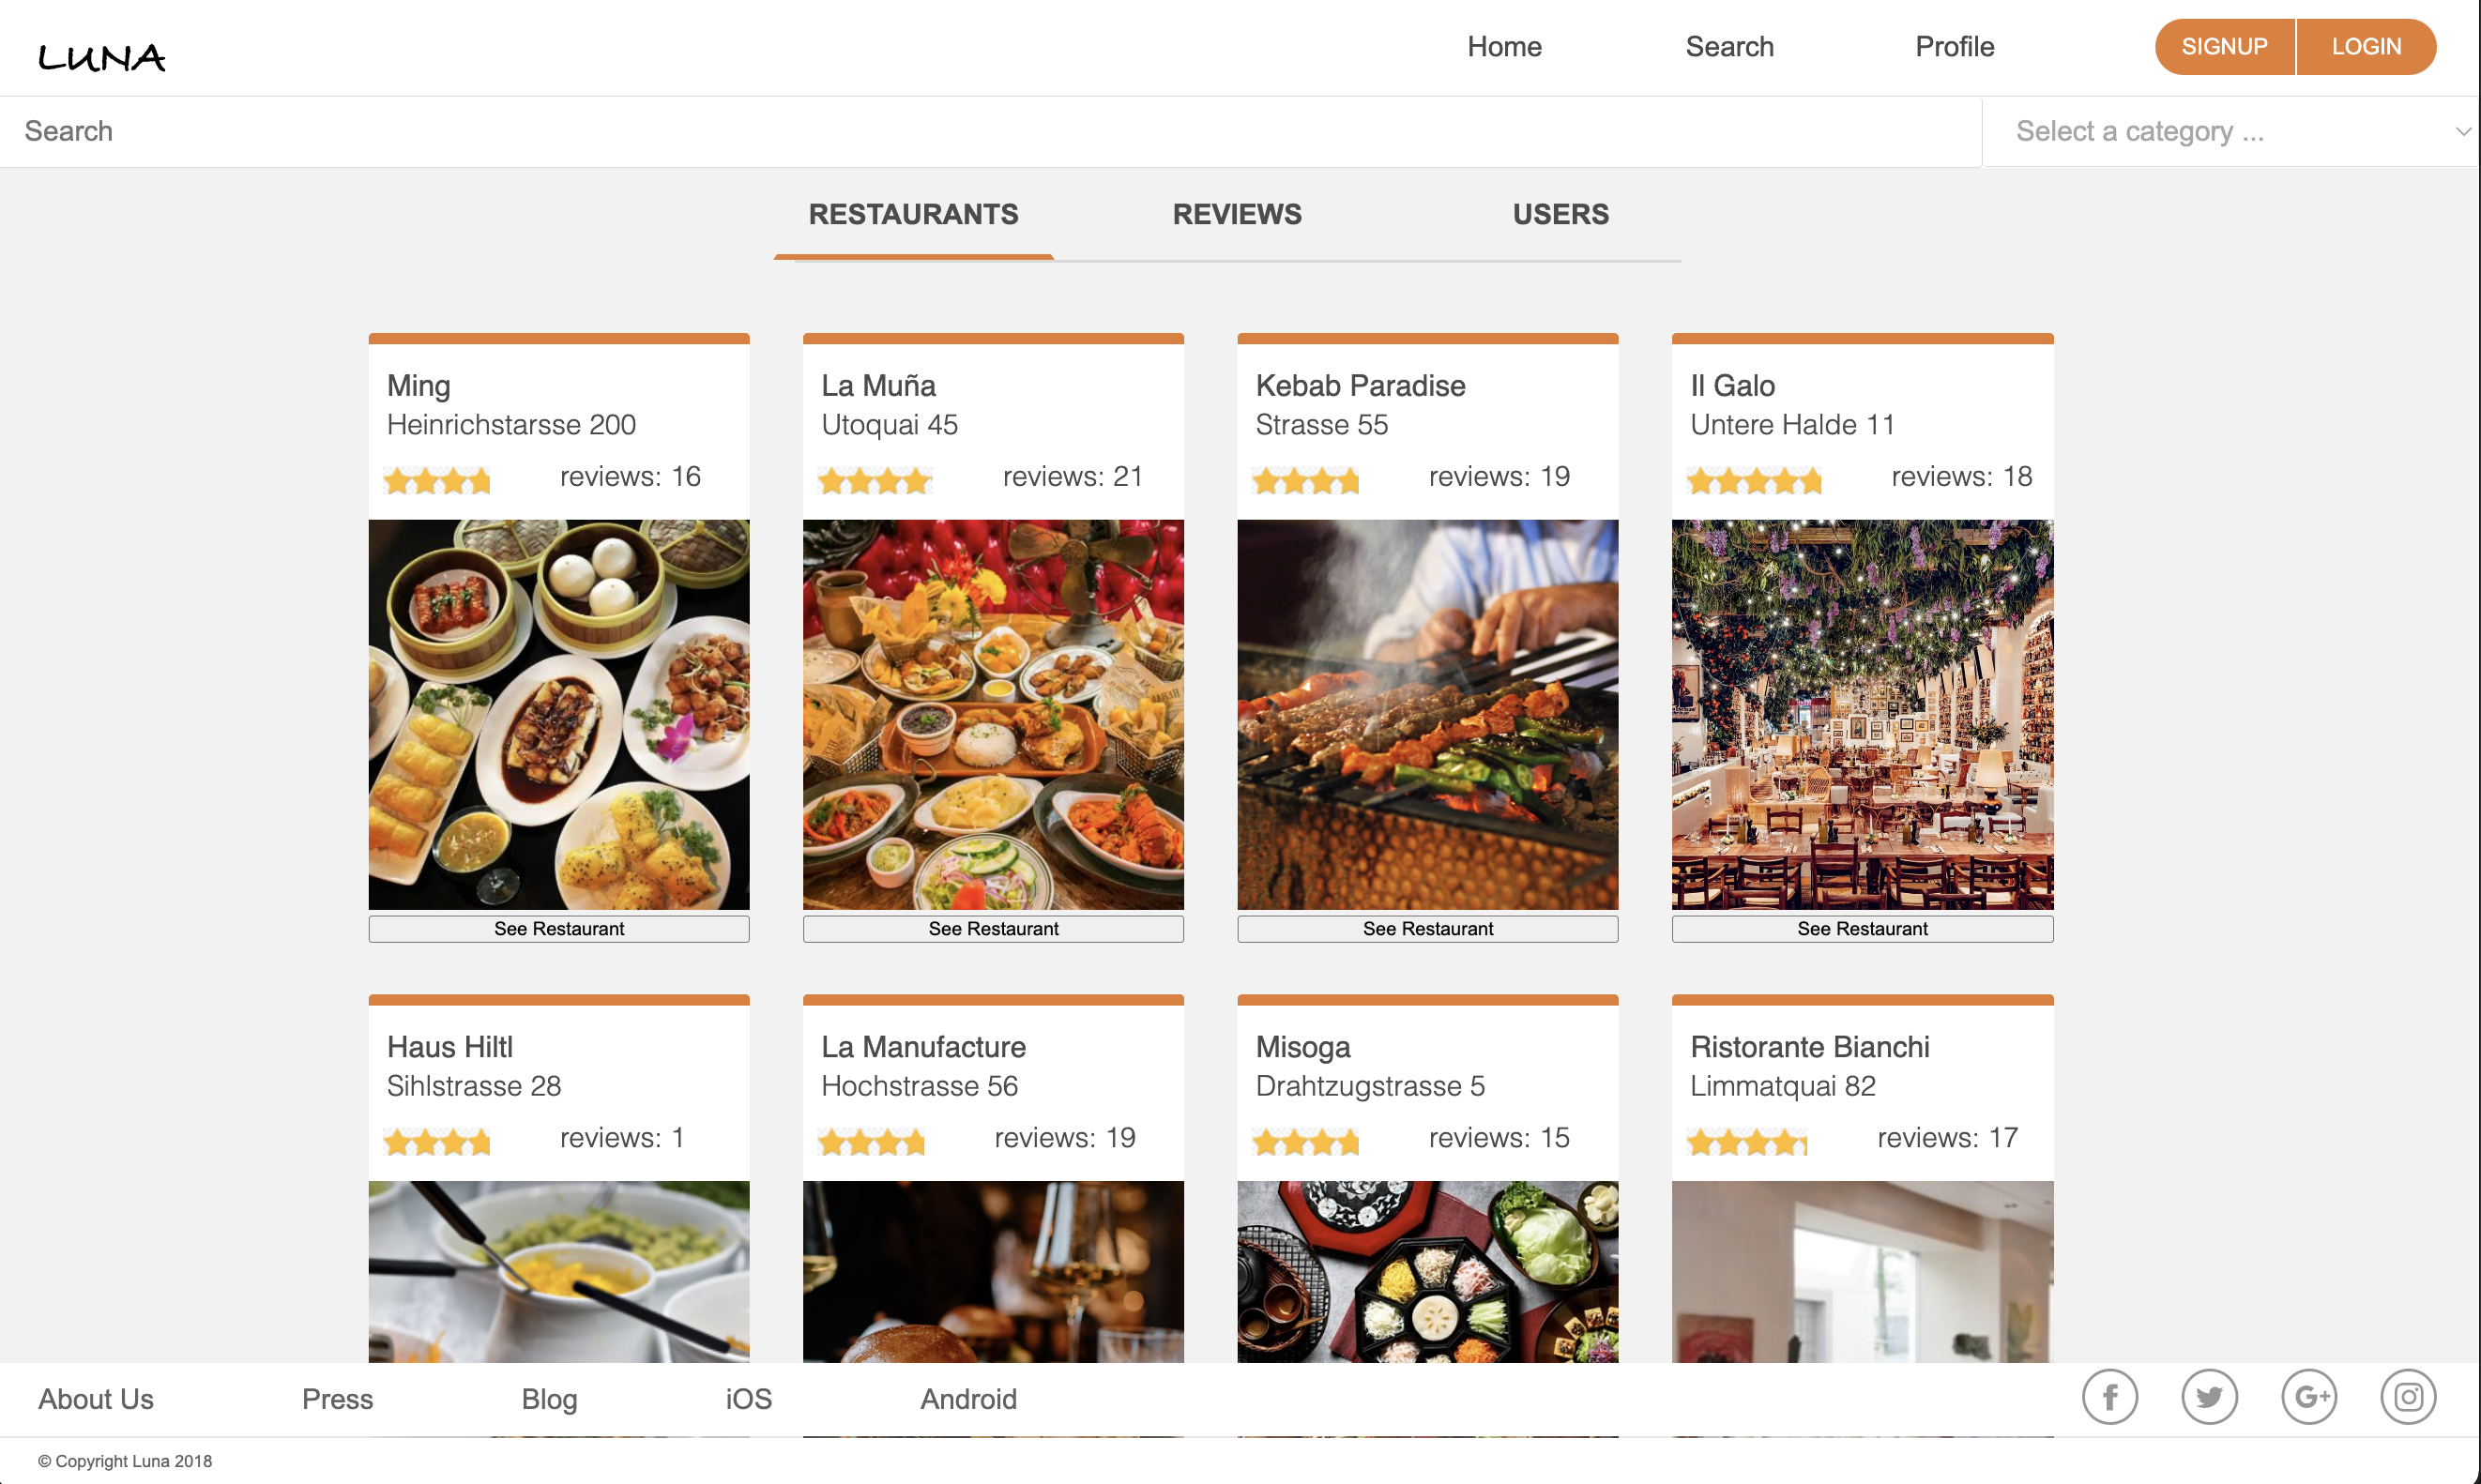 LUNA
Home Search Profile SIGNUP LOGIN
Search Select a category ...
RESTAURANTS REVIEWS USERS
Ming
Heinrichstarsse 200
reviews: 16
See Restaurant
La Muña
Utoquai 45
reviews: 21
See Restaurant
Kebab Paradise
Strasse 55
reviews: 19
See Restaurant
Il Galo
Untere Halde 11
reviews: 18
See Restaurant
Haus Hiltl
Sihlstrasse 28
reviews: 1
La Manufacture
Hochstrasse 56
reviews: 19
Misoga
Drahtzugstrasse 5
reviews: 15
Ristorante Bianchi
Limmatquai 82
reviews: 17
About Us Press Blog iOS Android
© Copyright Luna 2018